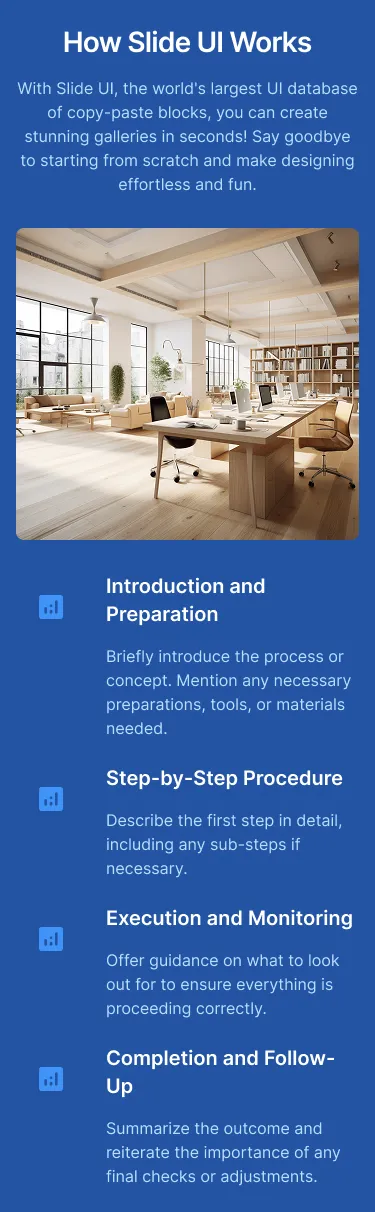 How Slide UI Works
With Slide UI, the world's largest UI database
of copy-paste blocks, you can create
stunning galleries in seconds! Say goodbye
to starting from scratch and make designing
effortless and fun.
Introduction and
Preparation
Briefly introduce the process or
concept. Mention any necessary
preparations, tools, or materials
needed.
Step-by-Step Procedure
Describe the first step in detail,
including any sub-steps if
necessary.
Execution and Monitoring
Offer guidance on what to look
out for to ensure everything is
proceeding correctly.
Completion and Follow-
Up
Summarize the outcome and
reiterate the importance of any
final checks or adjustments.